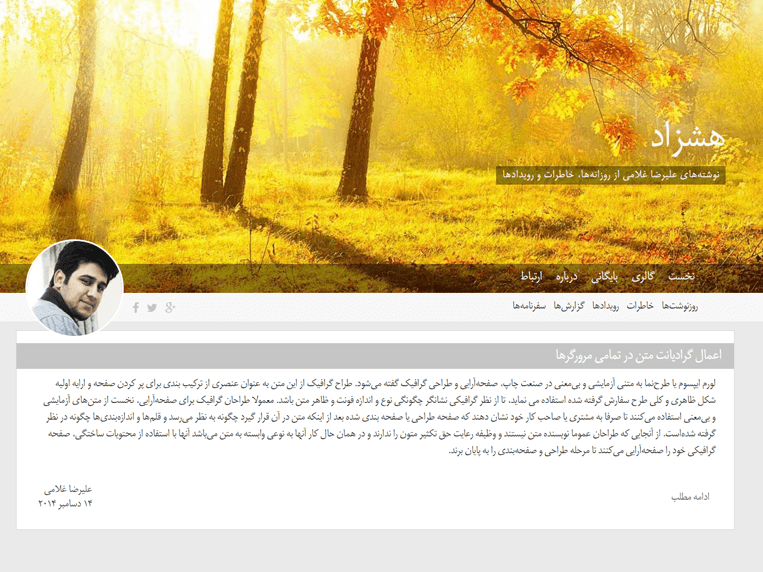 هشزاد
نوشته‌های علیرضا غلامی از روزانه‌ها، خاطرات و رویدادها
نخست گالری بایگانی درباره ارتباط
روزنوشت‌ها خاطرات رویدادها گزارش‌ها سفرنامه‌ها
اعمال گرادیانت متن در تمامی مرورگرها
لورم ایپسوم یا طرح‌نما به متنی آزمایشی و بی‌معنی در صنعت چاپ، صفحه‌آرایی و طراحی گرافیک گفته می‌شود. طراح گرافیک از این متن به عنوان عنصری از ترکیب بندی برای پر کردن صفحه و ارایه اولیه
شکل ظاهری و کلی طرح سفارش گرفته شده استفاده می نماید، تا از نظر گرافیکی نشانگر چگونگی نوع و اندازه فونت و ظاهر متن باشد. معمولا طراحان گرافیک برای صفحه‌آرایی، نخست از متن‌های آزمایشی
و بی‌معنی استفاده می‌کنند تا صرفا به مشتری یا صاحب کار خود نشان دهند که صفحه طراحی یا صفحه بندی شده بعد از اینکه متن در آن قرار گیرد چگونه به نظر می‌رسد و قلم‌ها و اندازه‌بندی‌ها چگونه در نظر
گرفته شده‌است. از آنجایی که طراحان عموما نویسنده متن نیستند و وظیفه رعایت حق تکثیر متون را ندارند و در همان حال کار آنها به نوعی وابسته به متن می‌باشد آنها با استفاده از محتویات ساختگی، صفحه
گرافیکی خود را صفحه‌آرایی می‌کنند تا مرحله طراحی و صفحه‌بندی را به پایان برند.
ادامه مطلب
علیرضا غلامی
۱۴ دسامبر ۲۰۱۴